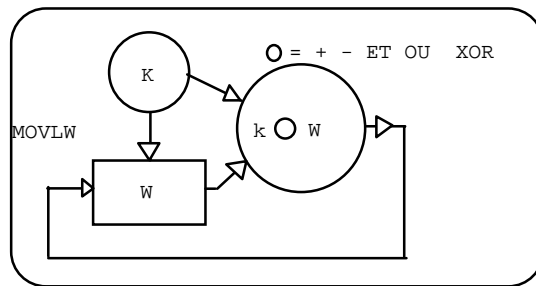 = + - ET OU XOR
K
MOVLW
k W
W